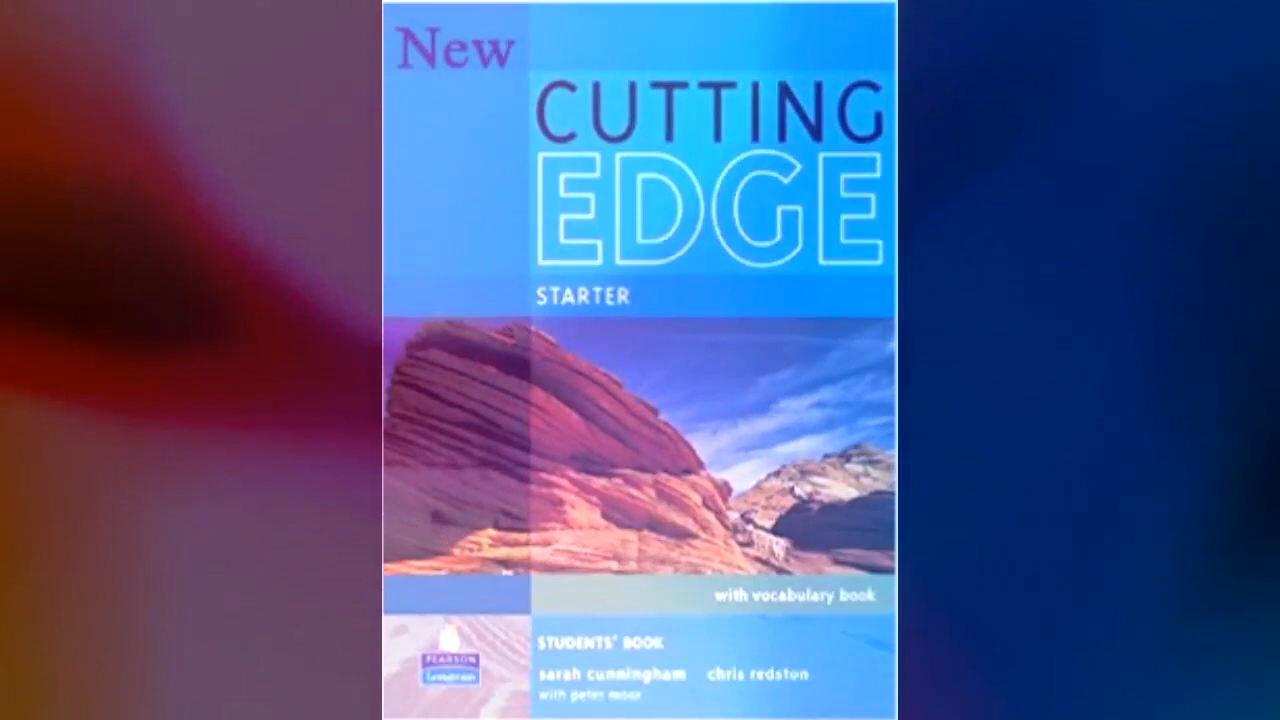 New
CUTTING
EDGE
STARTER
with vocabulary book
STUDENTS' BOOK
sarah cunningham chris redston
with peter moor
PEARSON
Longman